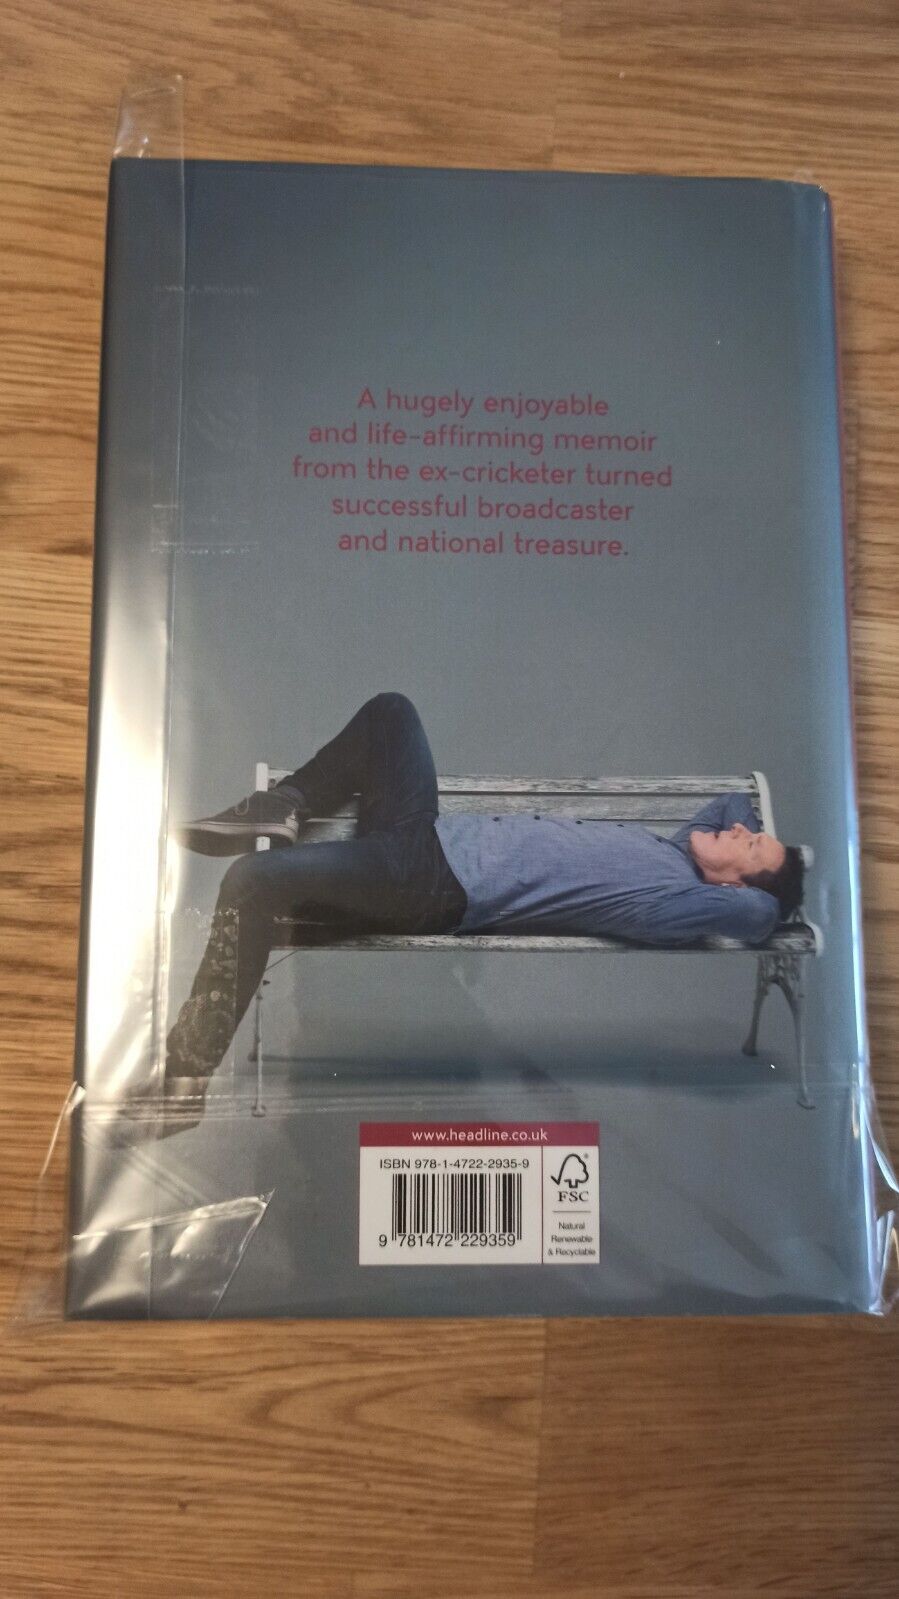 A hugely enjoyable
and life-affirming memoir
from the ex-cricketer turned
successful broadcaster
and national treasure.
www.headline.co.uk
ISBN 978-1-4722-2935-9
9 781472 229359
FSC
Natural
Renewable
& Recyclable